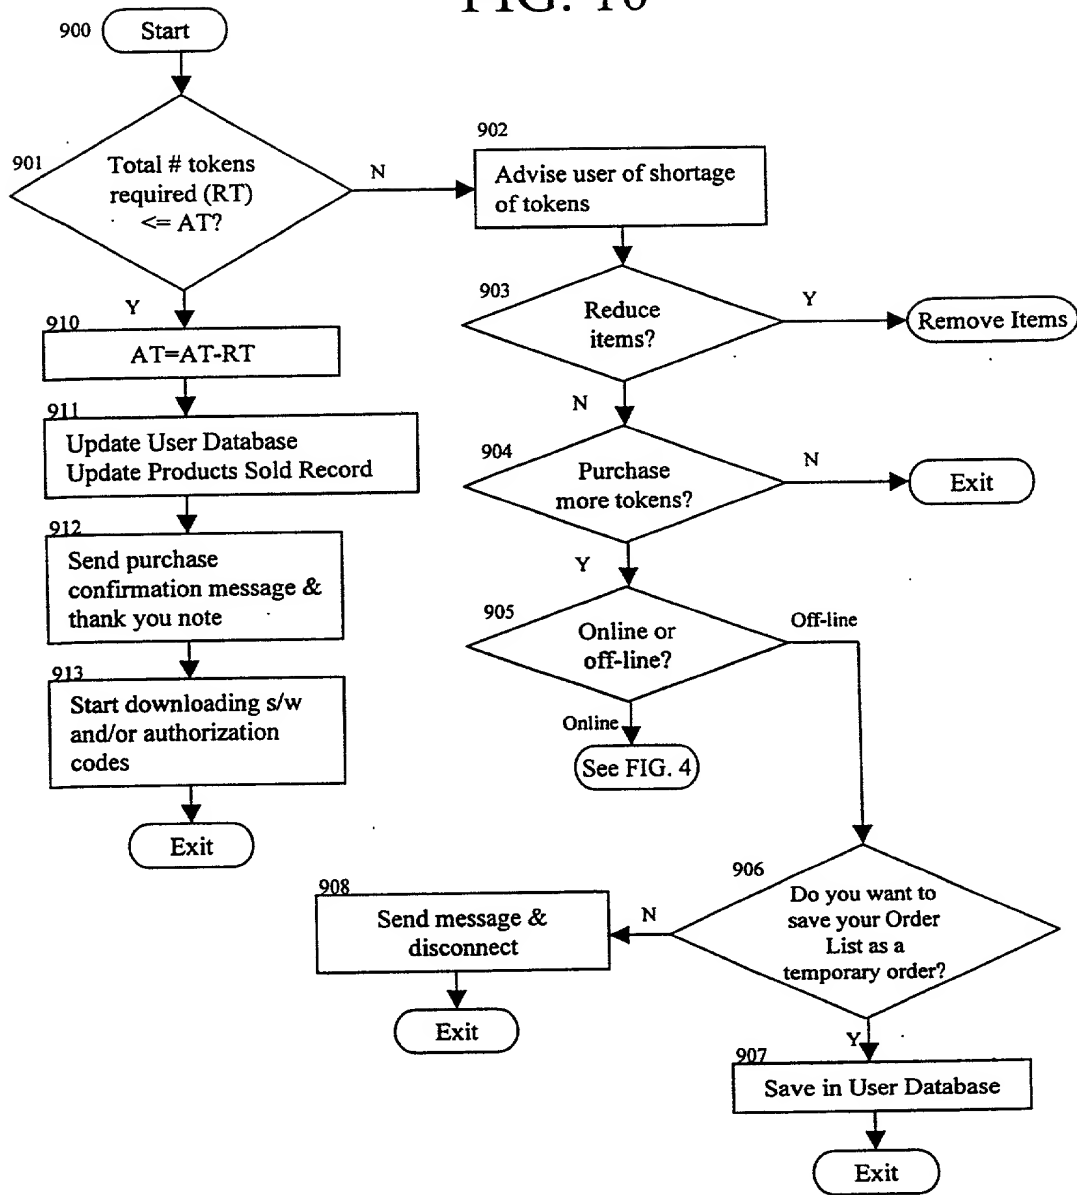 FIG. 10
900
Start
901
Total # tokens
required (RT)
<= AT?
N
902
Advise user of shortage
of tokens
Y
903
Reduce
items?
Y
Remove Items
910
AT=AT-RT
N
911
Update User Database
Update Products Sold Record
904
Purchase
more tokens?
N
Exit
912
Send purchase
confirmation message &
thank you note
Y
905
Online or
off-line?
Off-line
913
Start downloading s/w
and/or authorization
codes
Online
See FIG. 4
Exit
906
Do you want to
save your Order
List as a
temporary order?
N
908
Send message &
disconnect
Exit
Y
907
Save in User Database
Exit